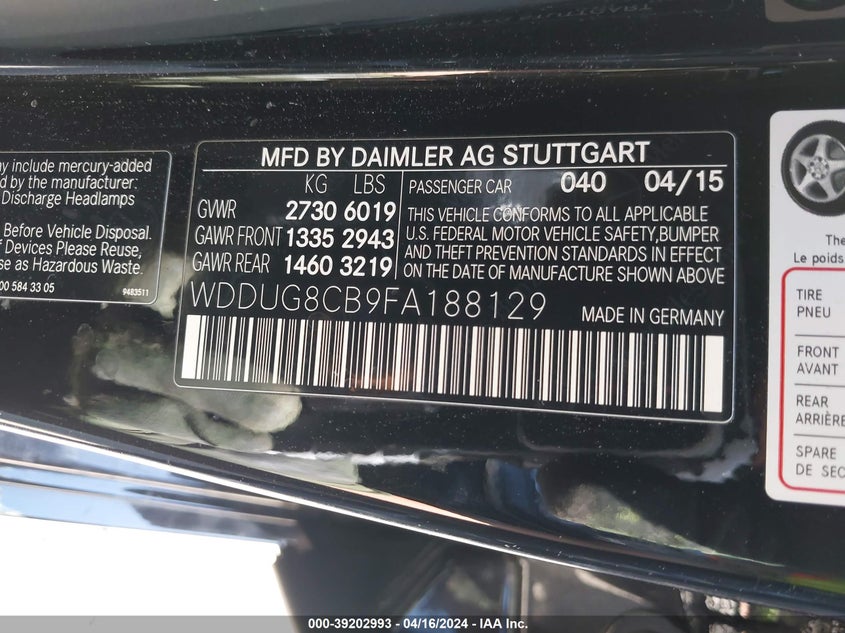 MFD BY DAIMLER AG STUTTGART
KG LBS
GVWR 2730 6019
GAWR FRONT 1335 2943
GAWR REAR 1460 3219
PASSENGER CAR 040 04/15
THIS VEHICLE CONFORMS TO ALL APPLICABLE
U.S. FEDERAL MOTOR VEHICLE SAFETY,BUMPER
AND THEFT PREVENTION STANDARDS IN EFFECT
ON THE DATE OF MANUFACTURE SHOWN ABOVE
WDDUG8CB9FA188129 MADE IN GERMANY
include mercury-added
d by the manufacturer:
Discharge Headlamps
Before Vehicle Disposal.
Devices Please Reuse,
se as Hazardous Waste.
00 584 33 05
9483511
The
Le poids
TIRE
PNEU
FRONT
AVANT
REAR
ARRIÈRE
SPARE
DE SEC
000-39202993 - 04/16/2024 - IAA Inc.